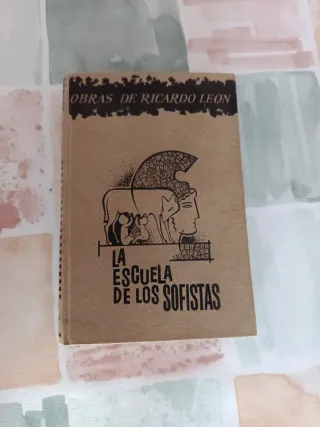 OBRAS DE RICARDO LEON
LA
ESCUELA
DE LOS SOFISTAS